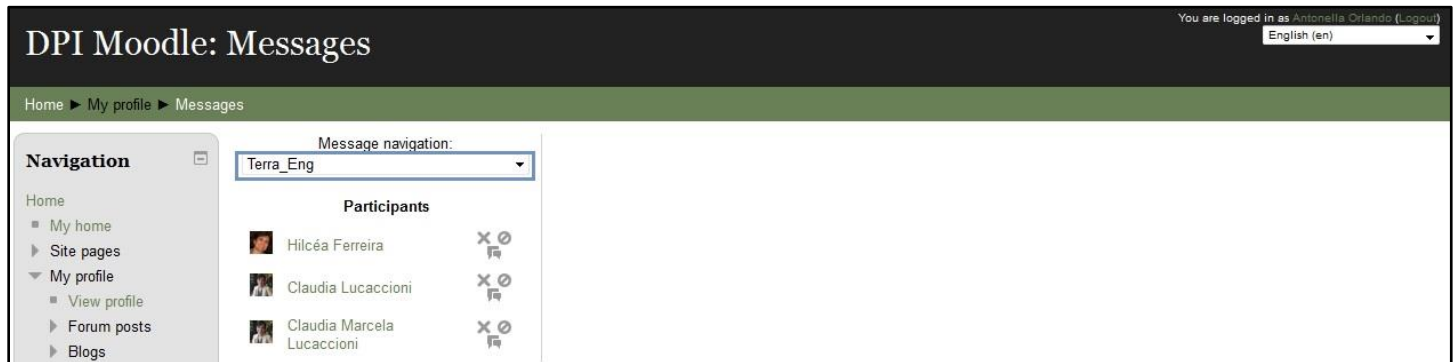 You are logged in as Antonella Orlando (Logout)
English (en)
DPI Moodle: Messages
Home ► My profile ► Messages
Navigation
Home
My home
Site pages
My profile
View profile
Forum posts
Blogs
Message navigation:
Terra_Eng
Participants
Hilcéa Ferreira
Claudia Lucaccioni
Claudia Marcela
Lucaccioni